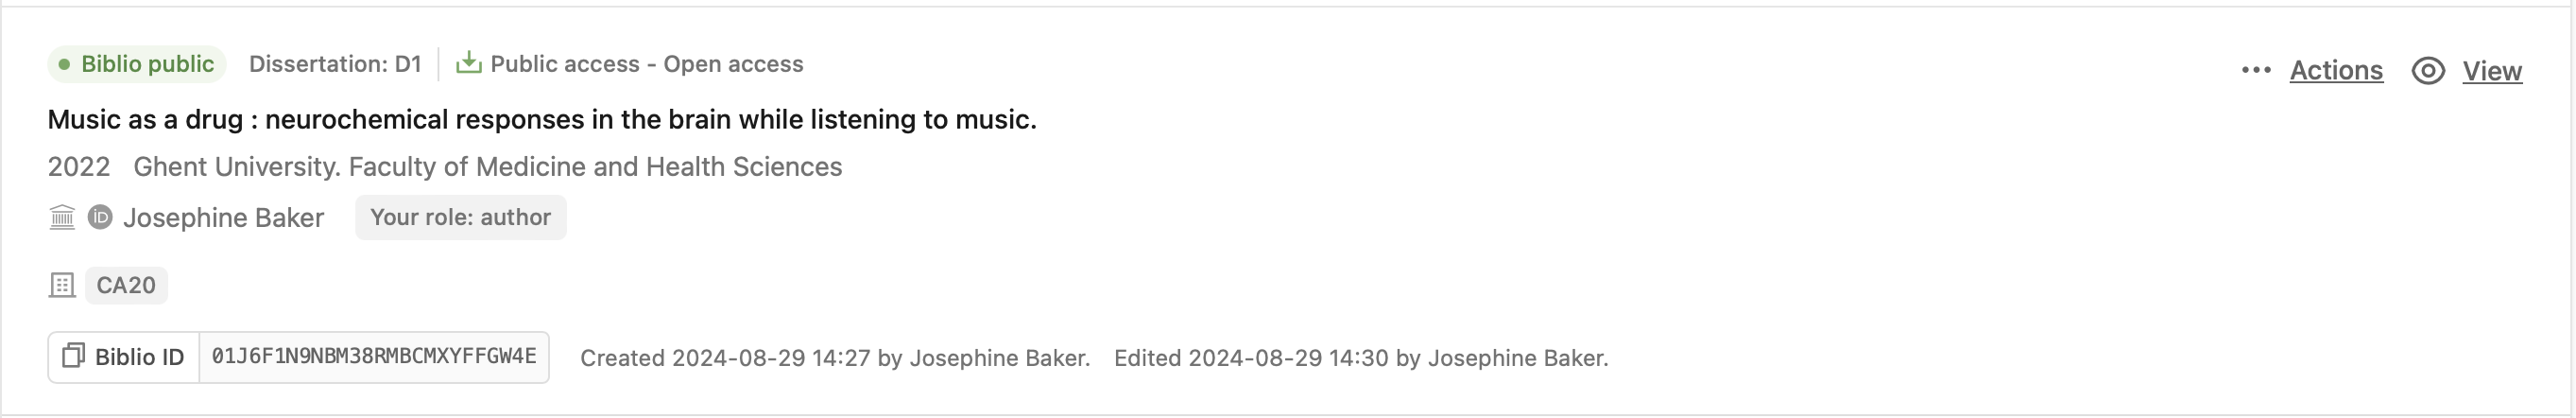 Biblio public Dissertation: D1 Public access - Open access ··· Actions View
Music as a drug : neurochemical responses in the brain while listening to music.
2022 Ghent University. Faculty of Medicine and Health Sciences
iD Josephine Baker Your role: author
CA20
Biblio ID 01J6F1N9NBM38RMBCMXYFFGW4E Created 2024-08-29 14:27 by Josephine Baker. Edited 2024-08-29 14:30 by Josephine Baker.